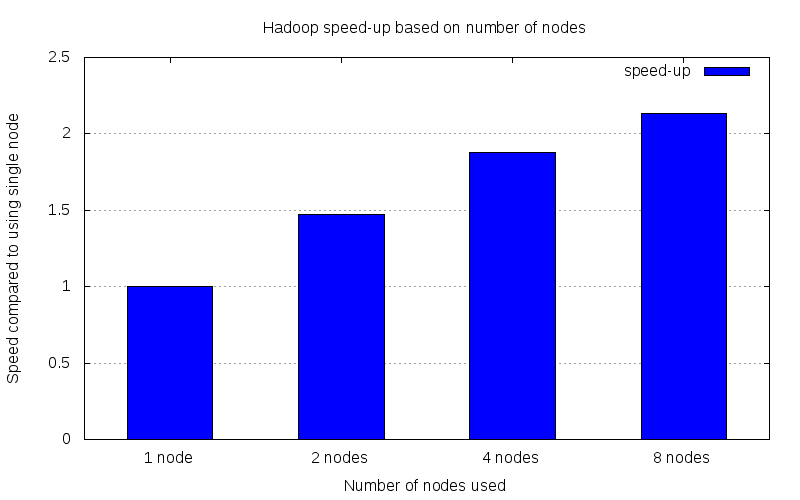 Hadoop speed-up based on number of nodes
speed-up
Speed compared to using single node
2.5
2
1.5
1
0.5
0
1 node
2 nodes
4 nodes
8 nodes
Number of nodes used